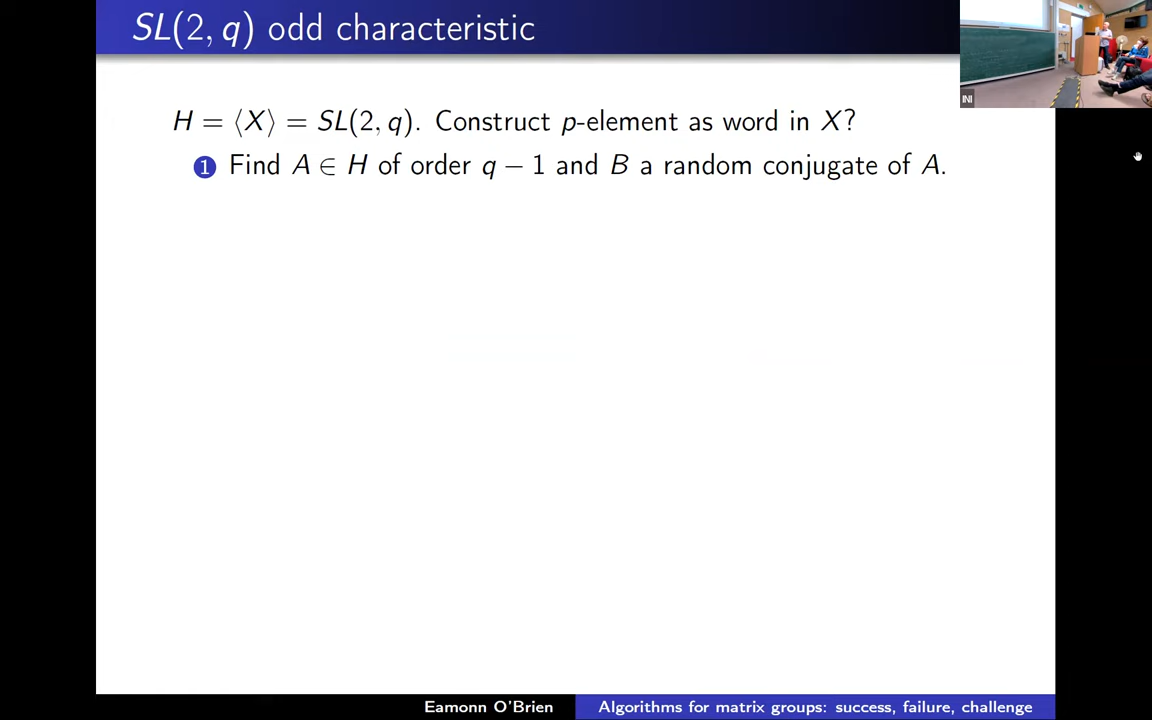 SL(2, q) odd characteristic
H = ⟨X⟩ = SL(2, q). Construct p-element as word in X?
1 Find A ∈ H of order q − 1 and B a random conjugate of A.
INI
Eamonn O'Brien
Algorithms for matrix groups: success, failure, challenge